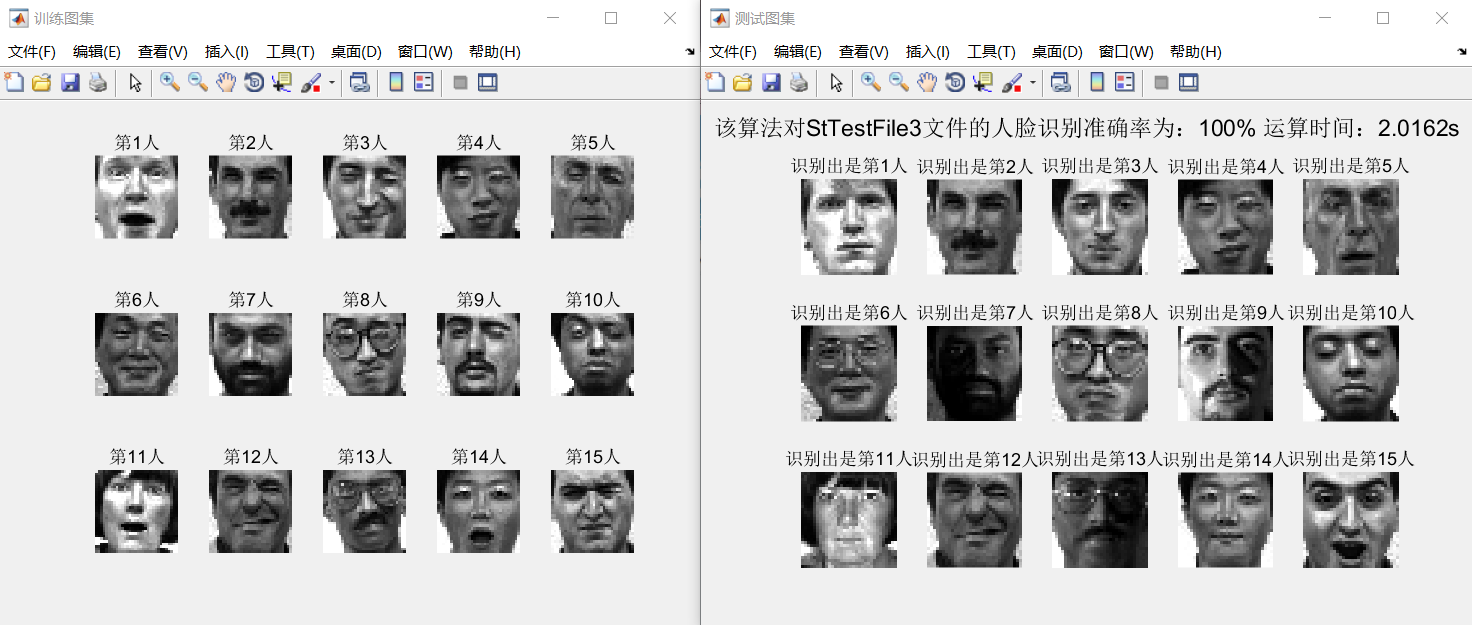 训练图集
文件(F) 编辑(E) 查看(V) 插入(I) 工具(T) 桌面(D) 窗口(W) 帮助(H)
第1人 第2人 第3人 第4人 第5人
第6人 第7人 第8人 第9人 第10人
第11人 第12人 第13人 第14人 第15人
测试图集
文件(F) 编辑(E) 查看(V) 插入(I) 工具(T) 桌面(D) 窗口(W) 帮助(H)
该算法对StTestFile3文件的人脸识别准确率为：100% 运算时间：2.0162s
识别出是第1人 识别出是第2人 识别出是第3人 识别出是第4人 识别出是第5人
识别出是第6人 识别出是第7人 识别出是第8人 识别出是第9人 识别出是第10人
识别出是第11人 识别出是第12人 识别出是第13人 识别出是第14人 识别出是第15人